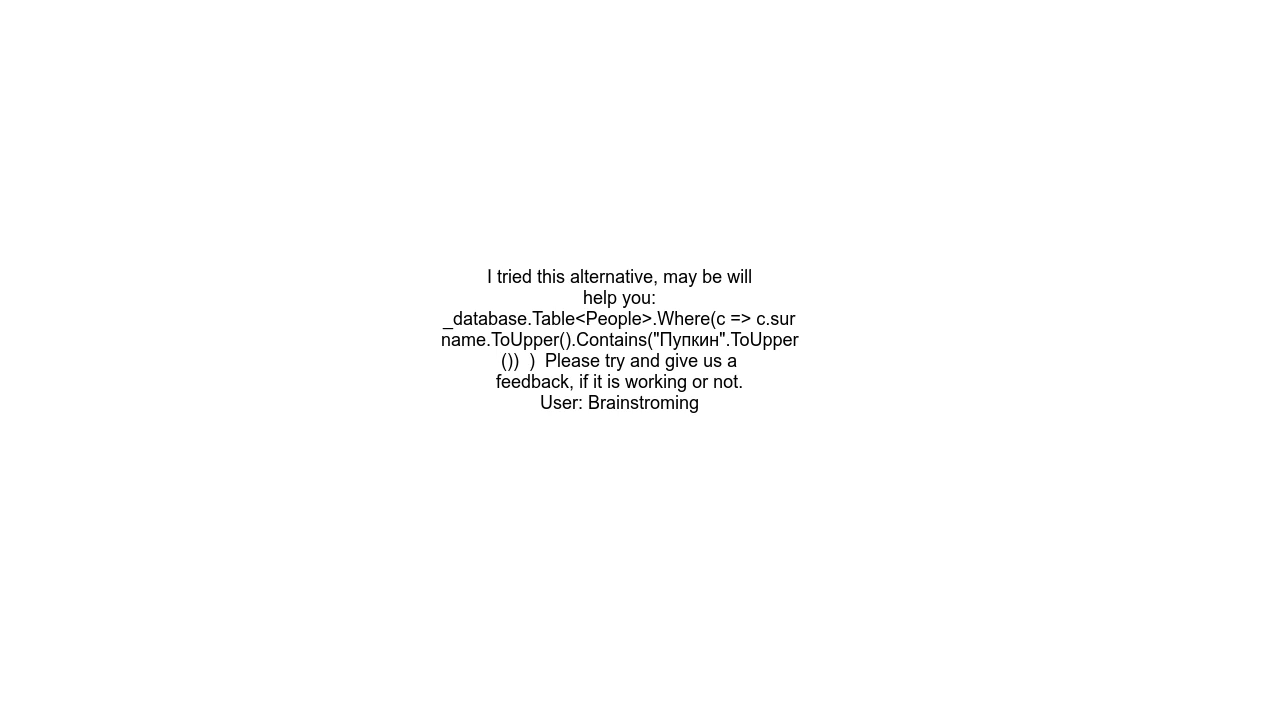 I tried this alternative, may be will
help you:
_database.Table<People>.Where(c => c.sur
name.ToUpper().Contains("Пупкин".ToUpper
())  )  Please try and give us a
feedback, if it is working or not.
User: Brainstroming